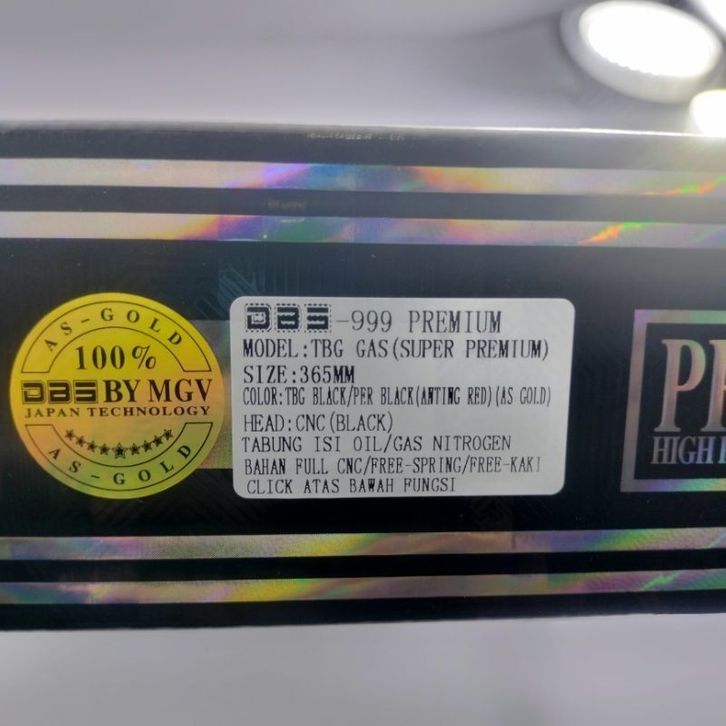 AS-GOLD
100%
DBS BY MGV
JAPAN TECHNOLOGY
AS-GOLD
DBS-999 PREMIUM
MODEL:TBG GAS(SUPER PREMIUM)
SIZE:365MM
COLOR:TBG BLACK/PER BLACK(ANTING RED)(AS GOLD)
HEAD:CNC(BLACK)
TABUNG ISI OIL/GAS NITROGEN
BAHAN FULL CNC/FREE-SPRING/FREE-KAKI
CLICK ATAS BAWAH FUNGSI
HIGH